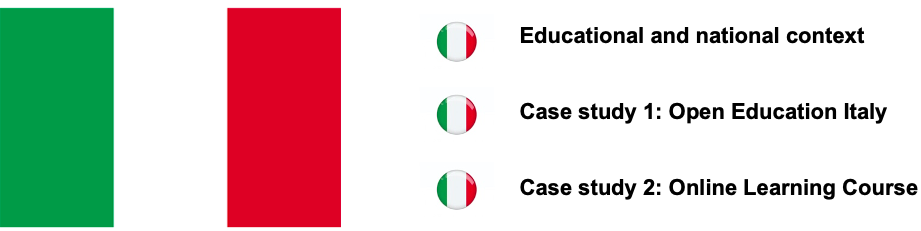 Educational and national context
Case study 1: Open Education Italy
Case study 2: Online Learning Course